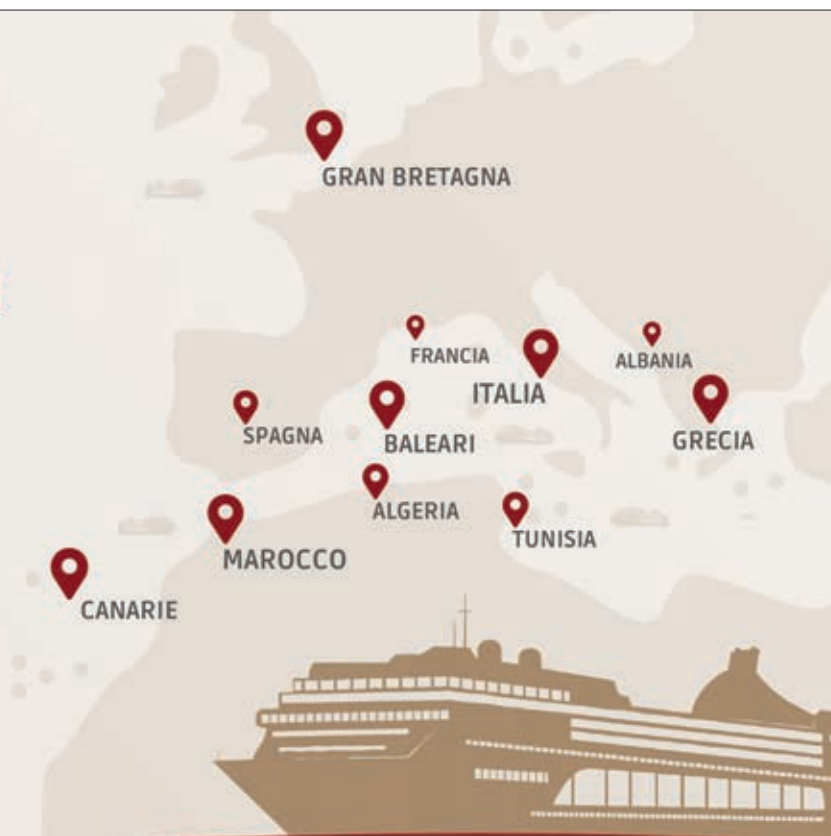 GRAN BRETAGNA
FRANCIA
ALBANIA
ITALIA
SPAGNA
BALEARI
GRECIA
ALGERIA
TUNISIA
MAROCCO
CANARIE